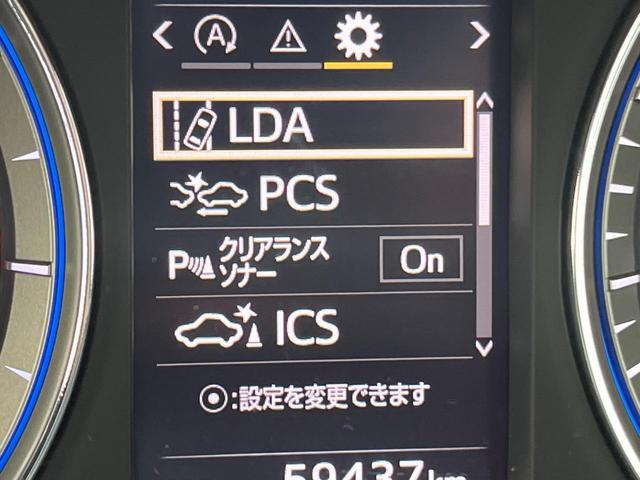 A
LDA
PCS
P クリアランス
ソナー On
ICS
:設定を変更できます
59437km